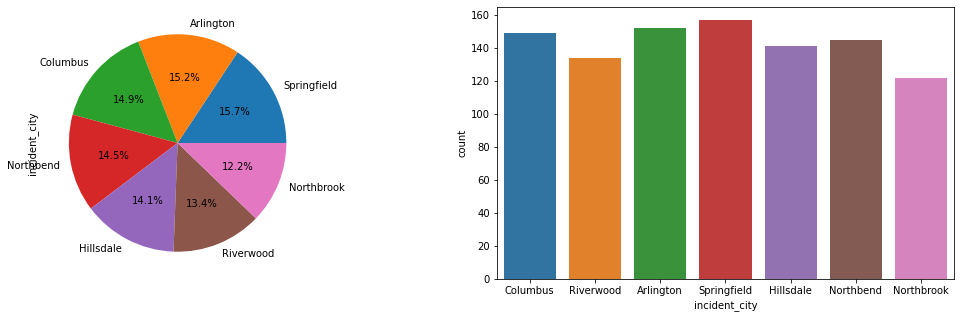 Arlington
Columbus
Springfield
15.2%
14.9%
15.7%
incident_city
Northbend
14.5%
12.2%
Northbrook
14.1%
13.4%
Hillsdale
Riverwood
160
140
120
100
80
60
40
20
0
count
Columbus Riverwood Arlington Springfield Hillsdale Northbend Northbrook
incident_city